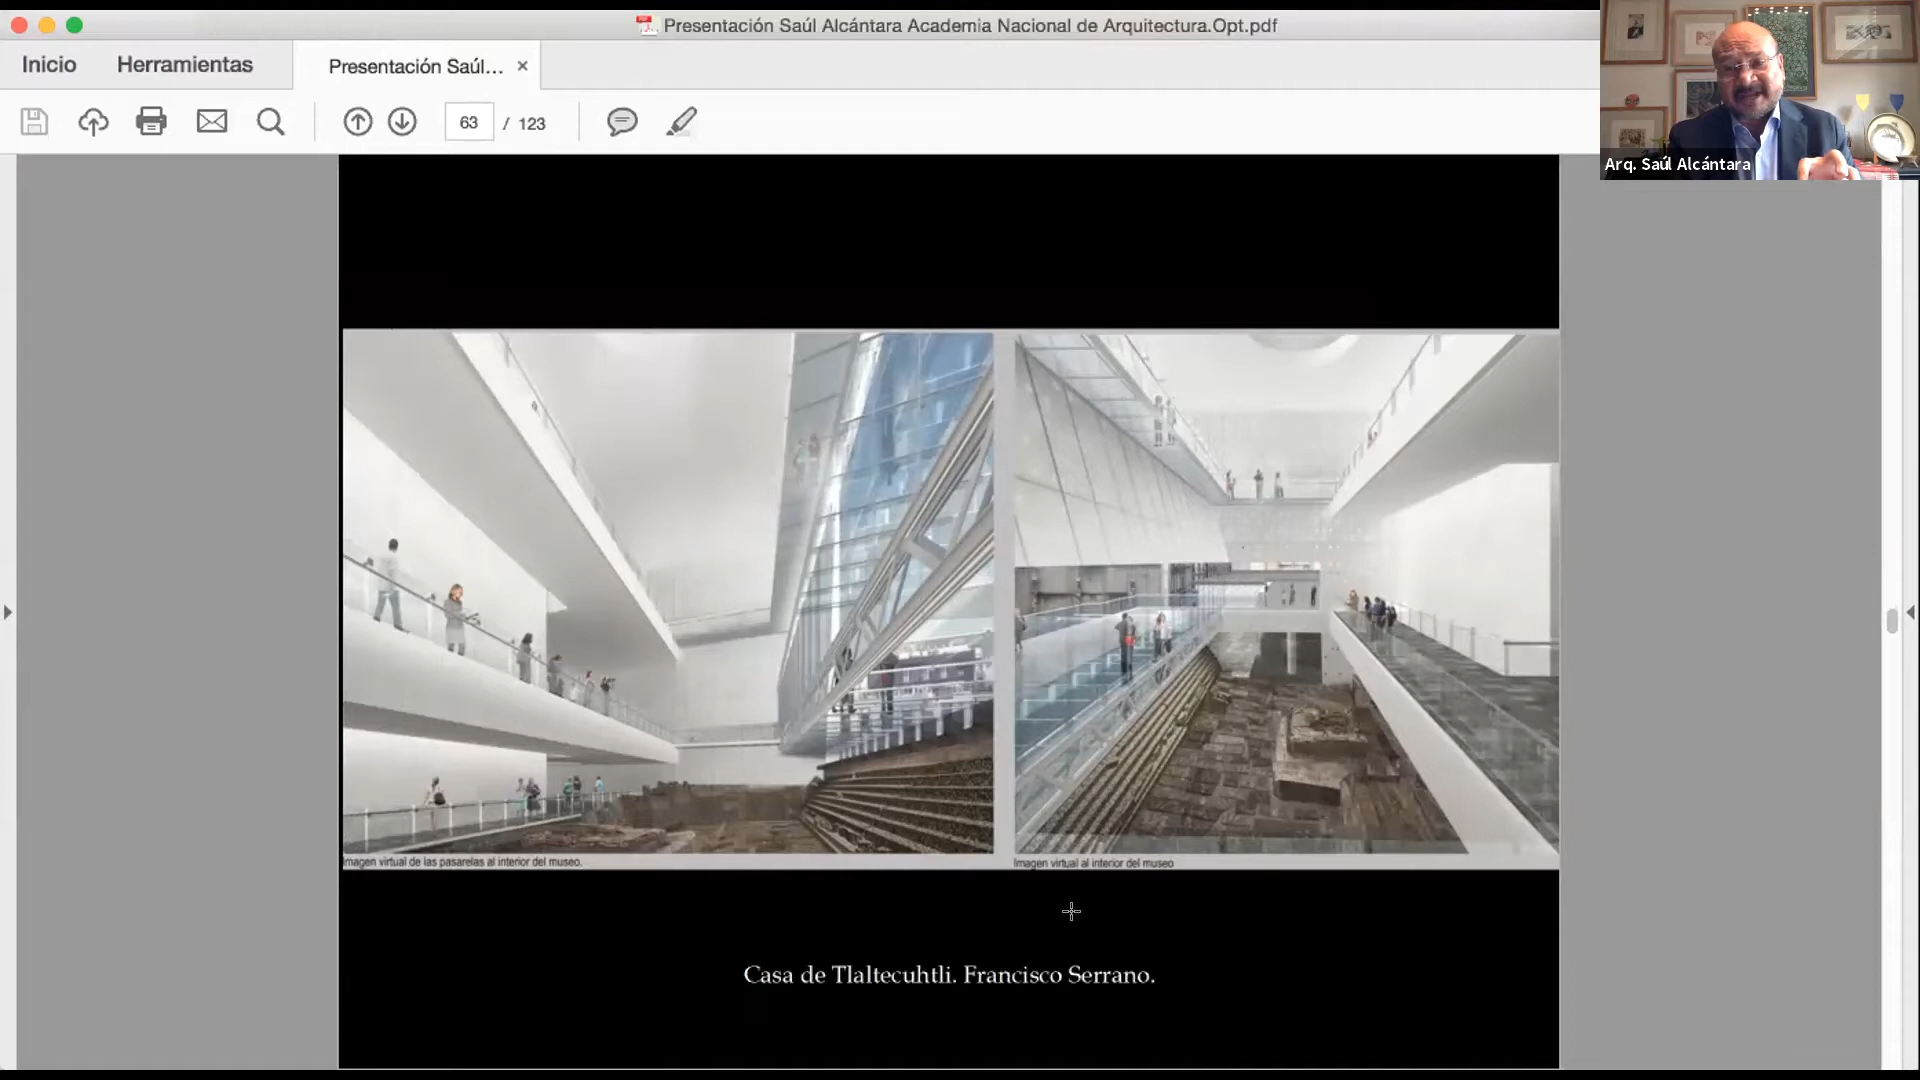 Presentación Saúl Alcántara Academia Nacional de Arquitectura.Opt.pdf
Inicio
Herramientas
Presentación Saúl...
63 / 123
Arq. Saúl Alcántara
Imagen virtual de las pasarelas al interior del museo.
Imagen virtual al interior del museo
Casa de Tlaltecuhtli. Francisco Serrano.